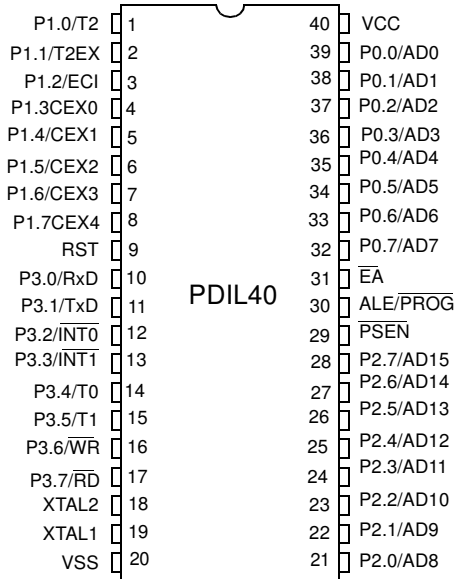 P1.0/T2 1 40 VCC
P1.1/T2EX 2 39 P0.0/AD0
P1.2/ECI 3 38 P0.1/AD1
P1.3CEX0 4 37 P0.2/AD2
P1.4/CEX1 5 36 P0.3/AD3
P1.5/CEX2 6 35 P0.4/AD4
P1.6/CEX3 7 34 P0.5/AD5
P1.7CEX4 8 33 P0.6/AD6
RST 9 32 P0.7/AD7
P3.0/RxD 10 31 E̅A̅
P3.1/TxD 11 PDIL40 30 ALE/P̅R̅O̅G̅
P3.2/I̅N̅T̅0̅ 12 29 P̅S̅E̅N̅
P3.3/I̅N̅T̅1̅ 13 28 P2.7/AD15
P3.4/T0 14 27 P2.6/AD14
P3.5/T1 15 26 P2.5/AD13
P3.6/W̅R̅ 16 25 P2.4/AD12
P3.7/R̅D̅ 17 24 P2.3/AD11
XTAL2 18 23 P2.2/AD10
XTAL1 19 22 P2.1/AD9
VSS 20 21 P2.0/AD8